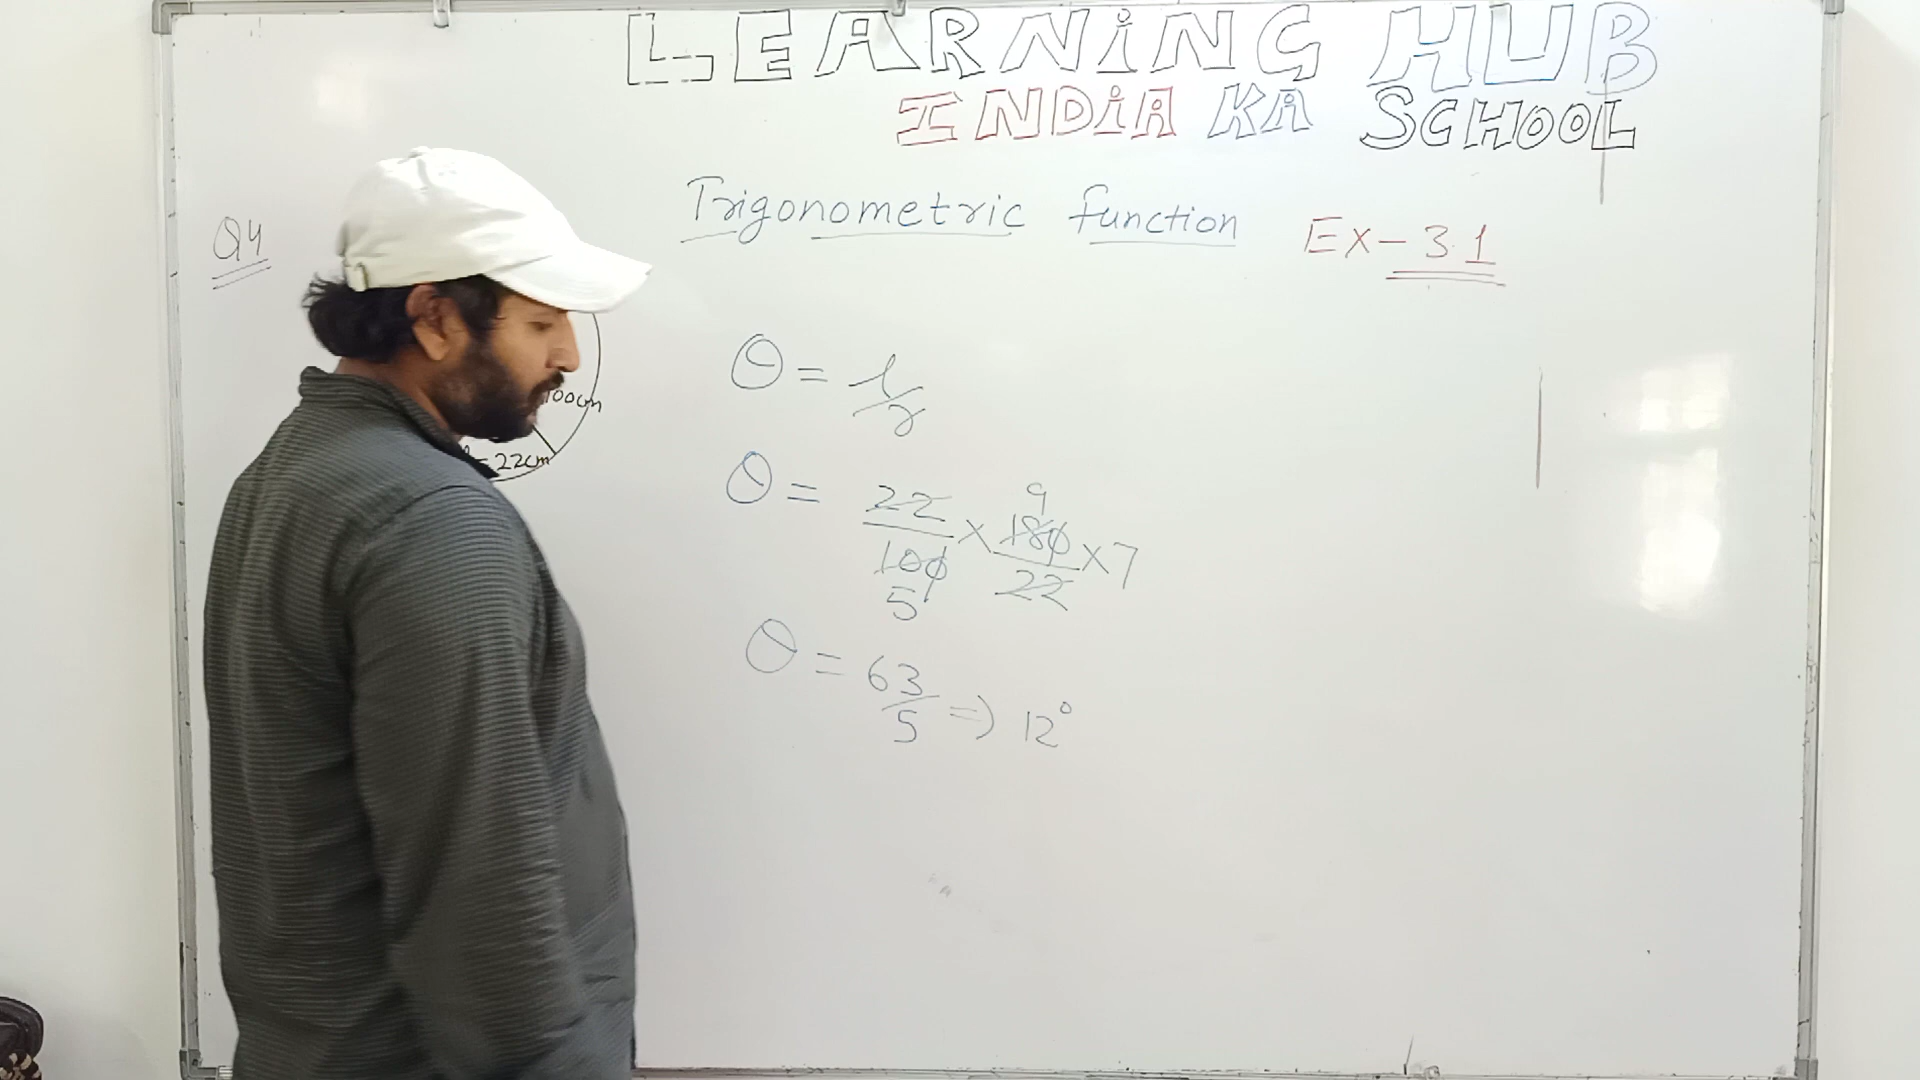 LEARNiNG HUB
INDiA KA SCHOOL
Trigonometric function
Ex-3.1
Q4
θ = l/r
100cm
22cm
θ = 22/100 × 180/22 × 7
9
5
θ = 63/5 => 12°